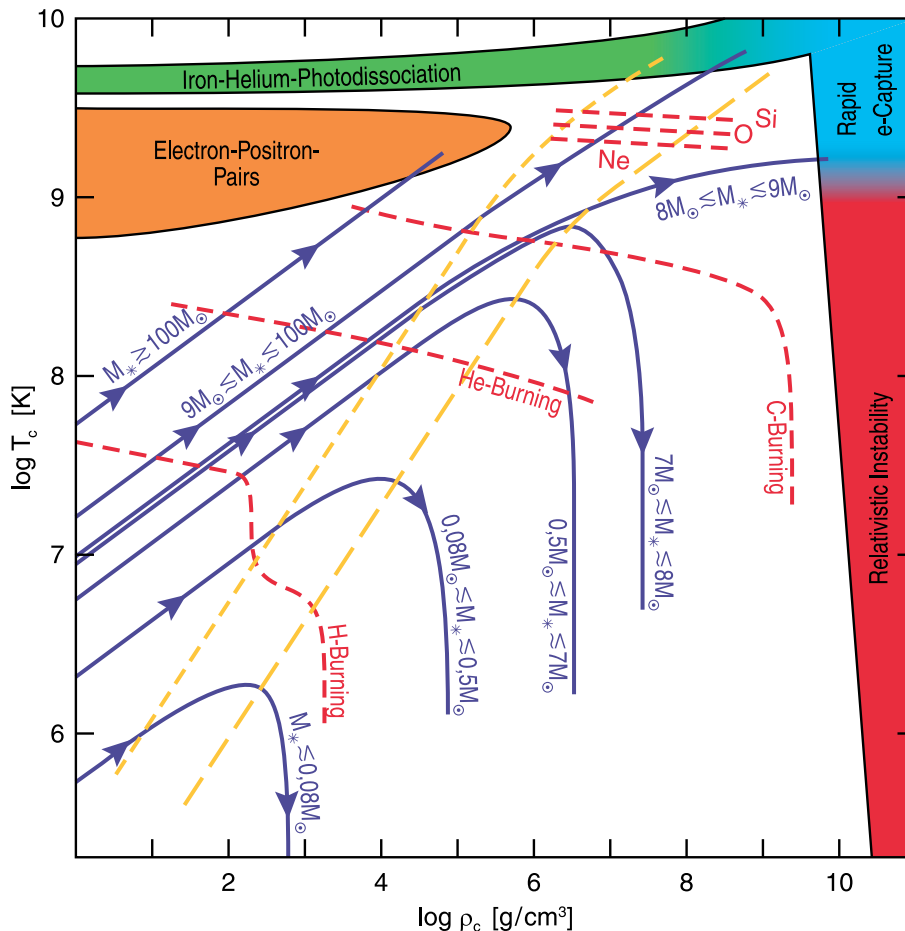 10
9
8
7
6
log T_c [K]
2
4
6
8
10
log ρ_c [g/cm³]
Iron-Helium-Photodissociation
Electron-Positron-
Pairs
Rapid
e-Capture
Relativistic Instability
Si
O
Ne
8M☉≲M*≲9M☉
M*≳100M☉
9M☉≲M*≲100M☉
He-Burning
C-Burning
7M☉≲M*≲8M☉
0,5M☉≲M*≲7M☉
0,08M☉≲M*≲0,5M☉
H-Burning
M*≲0,08M☉